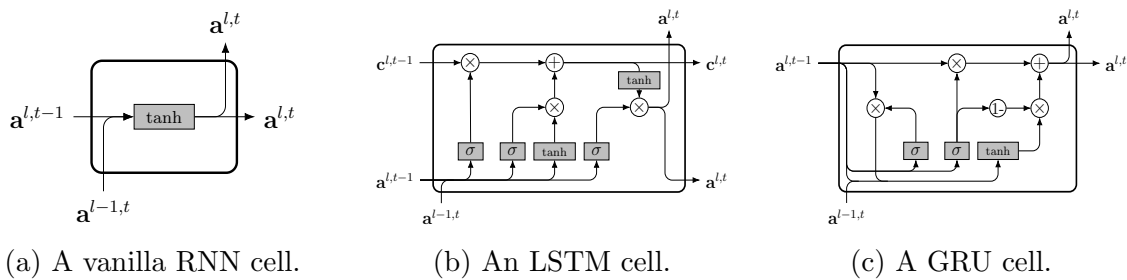 a^{l,t}
a^{l,t-1}
tanh
a^{l,t}
a^{l-1,t}
(a) A vanilla RNN cell.
a^{l,t}
c^{l,t-1}
×
+
c^{l,t}
tanh
×
×
σ
σ
tanh
σ
a^{l,t-1}
a^{l,t}
a^{l-1,t}
(b) An LSTM cell.
a^{l,t}
a^{l,t-1}
×
+
a^{l,t}
×
1-
×
σ
σ
tanh
a^{l-1,t}
(c) A GRU cell.